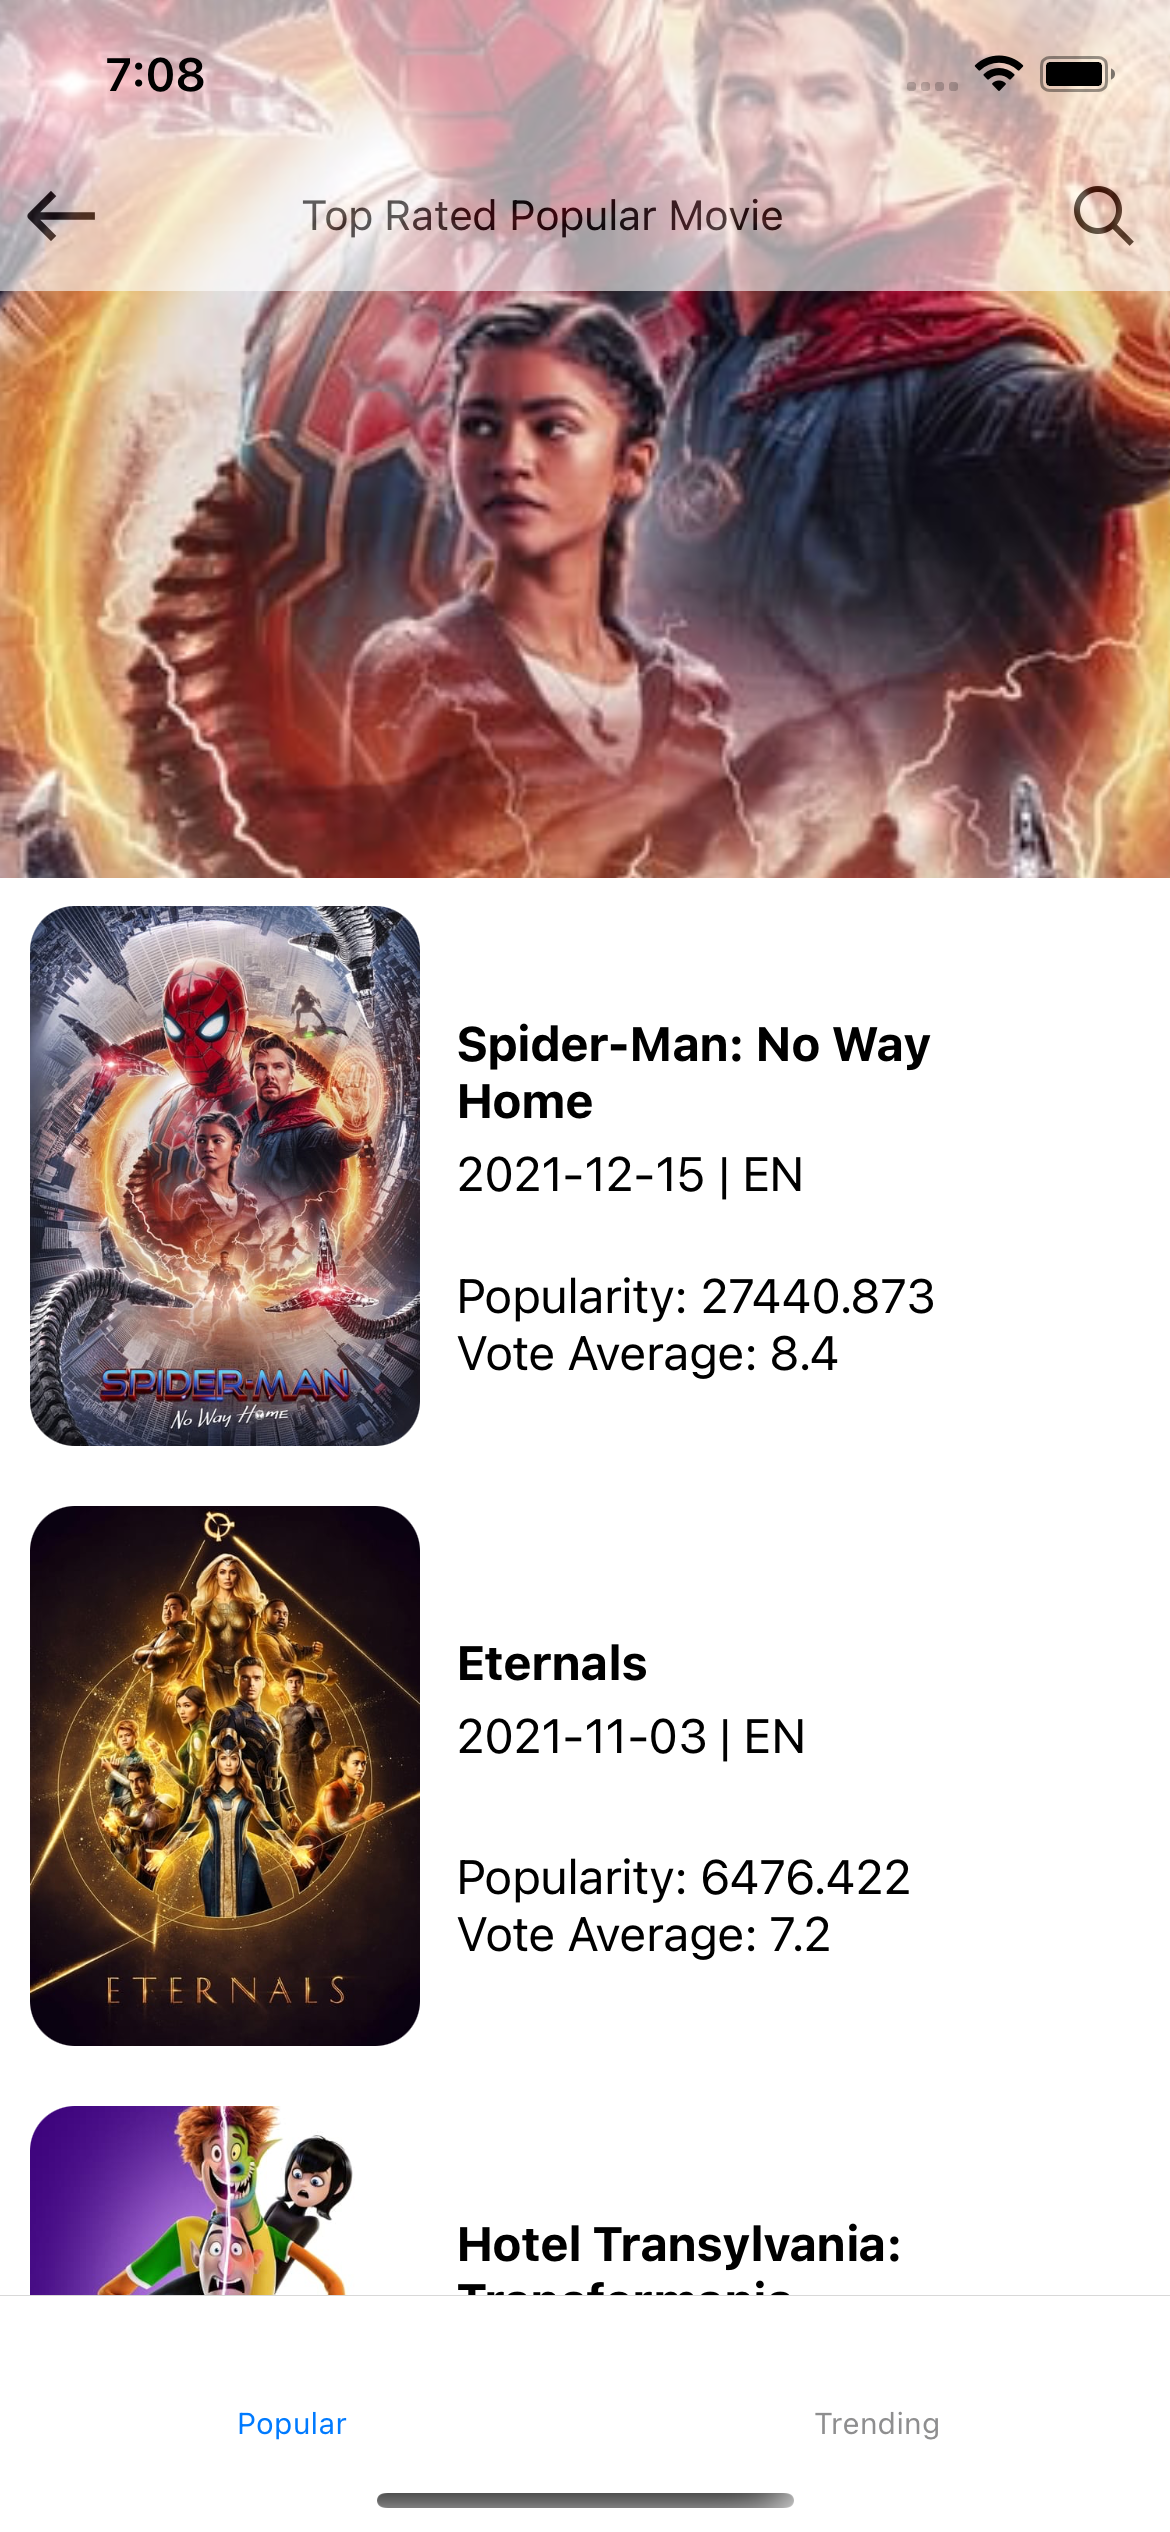 7:08
Top Rated Popular Movie
SPIDER-MAN
No Way Home
Spider-Man: No Way
Home
2021-12-15 | EN
Popularity: 27440.873
Vote Average: 8.4
ETERNALS
Eternals
2021-11-03 | EN
Popularity: 6476.422
Vote Average: 7.2
Hotel Transylvania:
Transformania
Popular
Trending